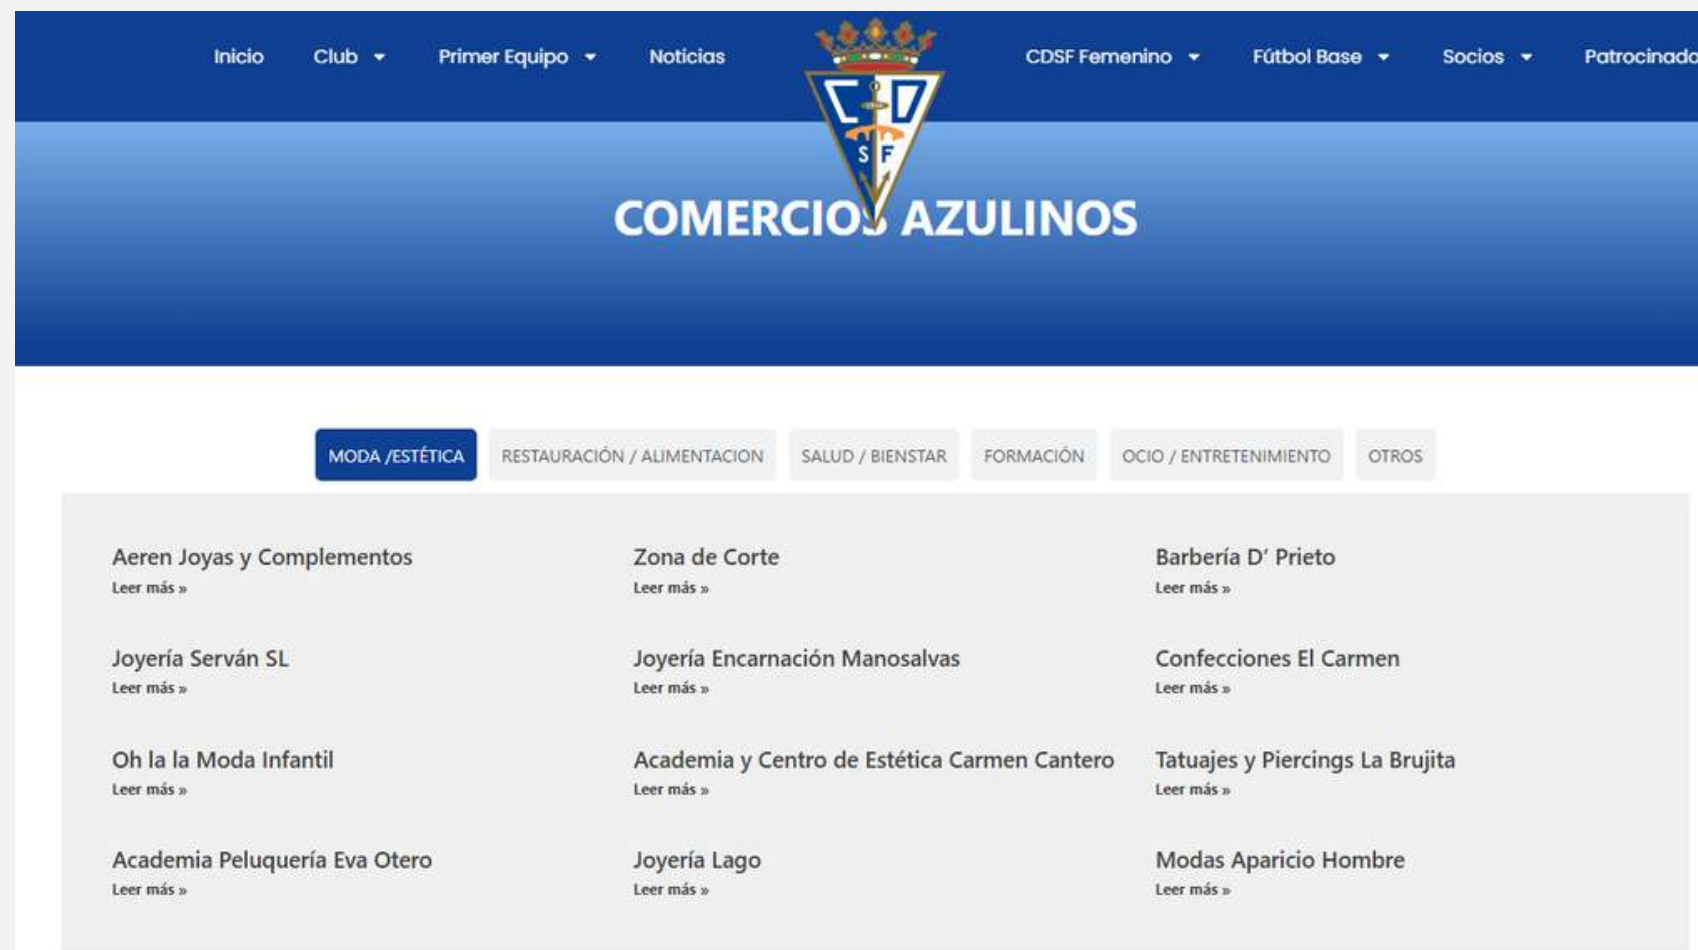 Inicio Club Primer Equipo Noticias CDSF Femenino Fútbol Base Socios Patrocinado
CD
SF
COMERCIOS AZULINOS
MODA /ESTÉTICA RESTAURACIÓN / ALIMENTACION SALUD / BIENSTAR FORMACIÓN OCIO / ENTRETENIMIENTO OTROS
Aeren Joyas y Complementos Zona de Corte Barbería D’ Prieto
Leer más » Leer más » Leer más »
Joyería Serván SL Joyería Encarnación Manosalvas Confecciones El Carmen
Leer más » Leer más » Leer más »
Oh la la Moda Infantil Academia y Centro de Estética Carmen Cantero Tatuajes y Piercings La Brujita
Leer más » Leer más » Leer más »
Academia Peluquería Eva Otero Joyería Lago Modas Aparicio Hombre
Leer más » Leer más » Leer más »